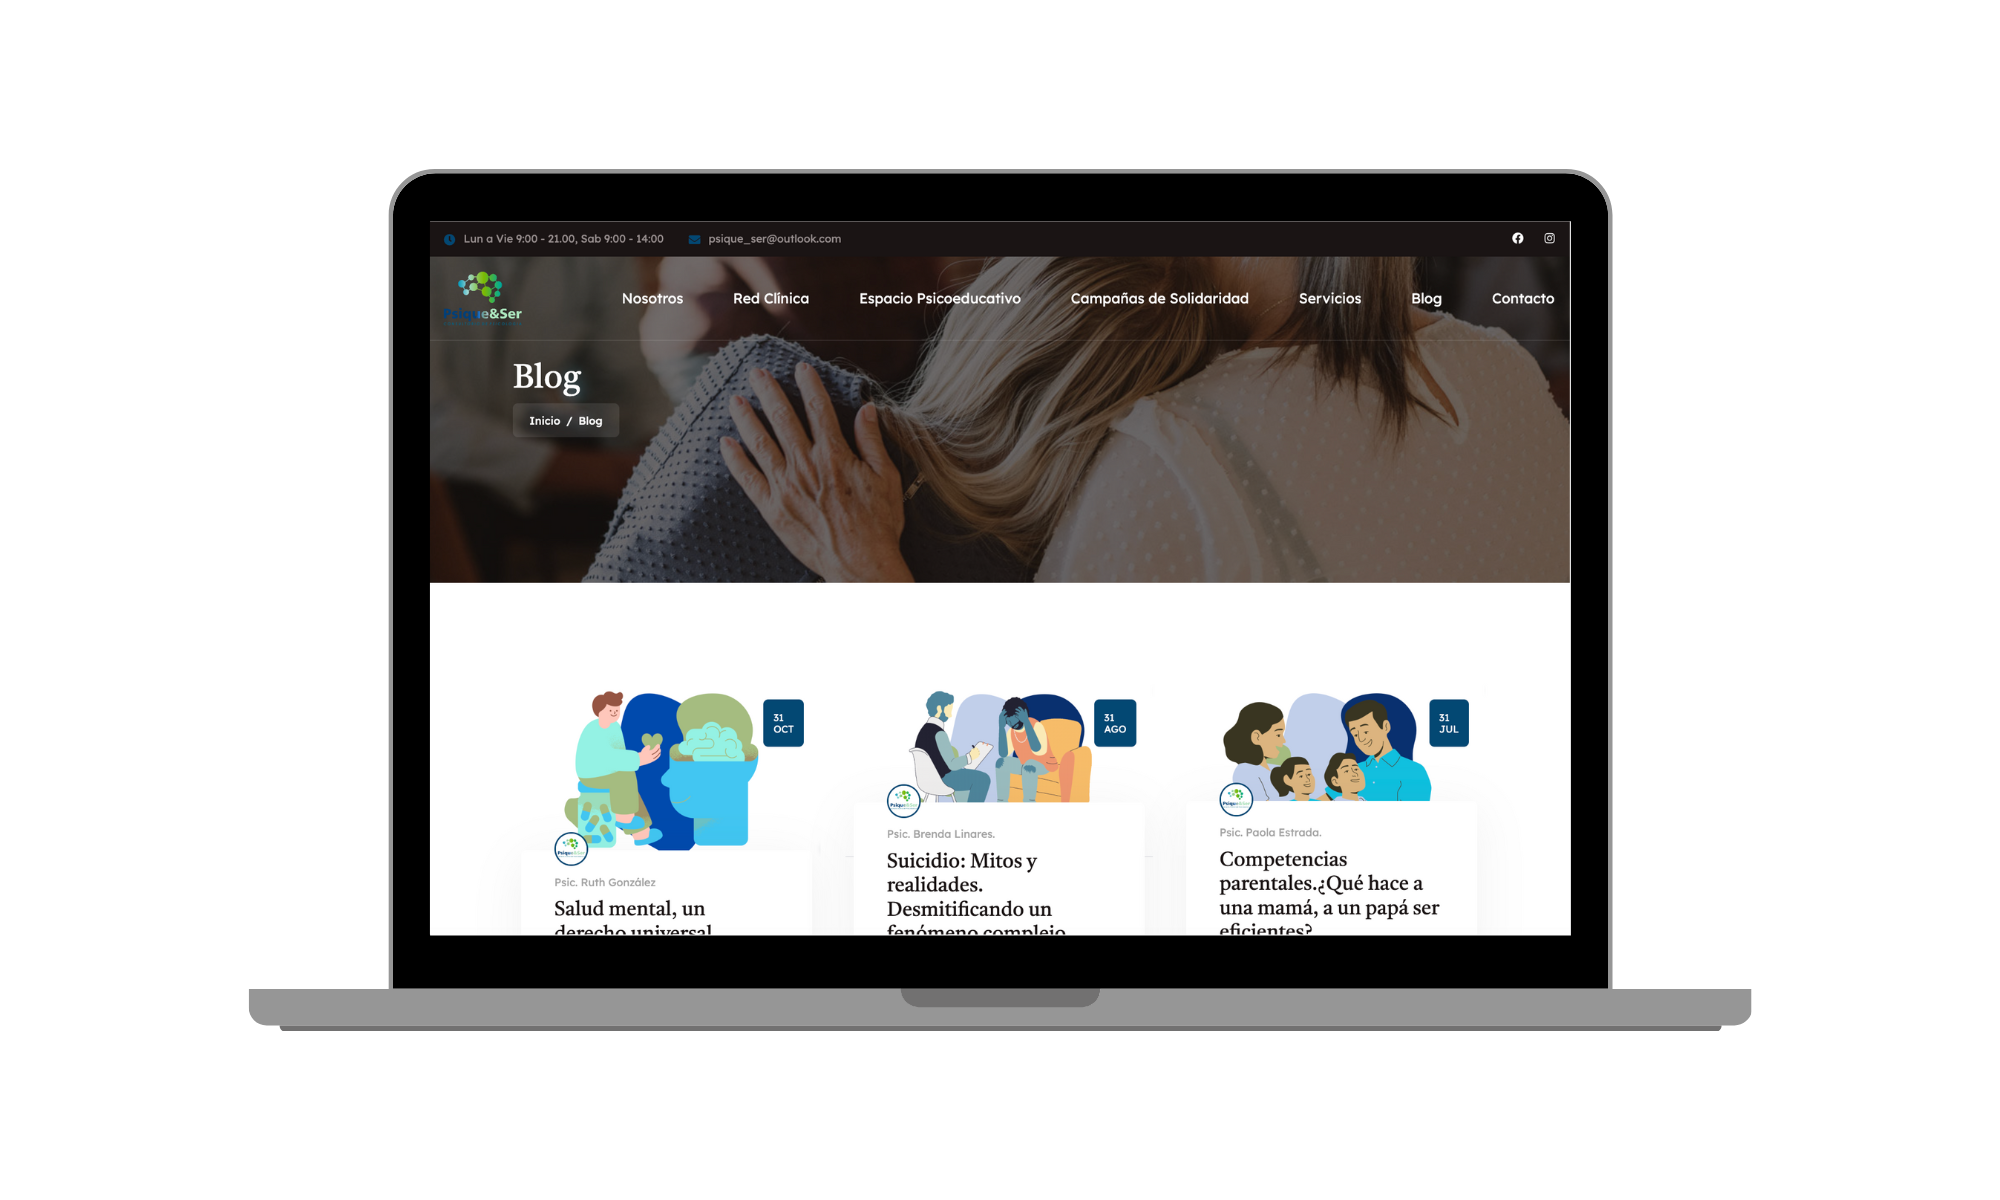 Lun a Vie 9:00 - 21.00, Sab 9:00 - 14:00 psique_ser@outlook.com
Psique&Ser
Nosotros Red Clínica Espacio Psicoeducativo Campañas de Solidaridad Servicios Blog Contacto
Blog
Inicio / Blog
31
OCT
Psic. Ruth González
Salud mental, un
derecho universal
31
AGO
Psic. Brenda Linares.
Suicidio: Mitos y
realidades.
Desmitificando un
fenómeno complejo
31
JUL
Psic. Paola Estrada.
Competencias
parentales.¿Qué hace a
una mamá, a un papá ser
eficientes?